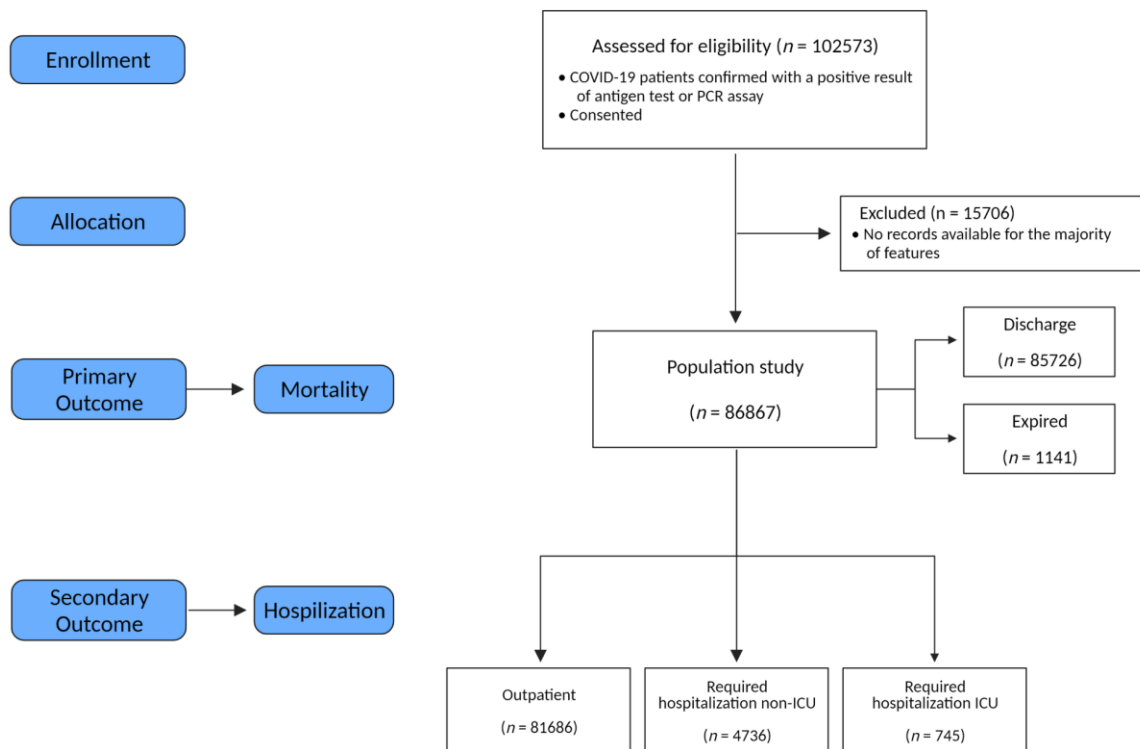 Enrollment
Assessed for eligibility (n = 102573)
• COVID-19 patients confirmed with a positive result
of antigen test or PCR assay
• Consented
Allocation
Excluded (n = 15706)
• No records available for the majority
of features
Primary
Outcome
Mortality
Population study
(n = 86867)
Discharge
(n = 85726)
Expired
(n = 1141)
Secondary
Outcome
Hospilization
Outpatient
(n = 81686)
Required
hospitalization non-ICU
(n = 4736)
Required
hospitalization ICU
(n = 745)